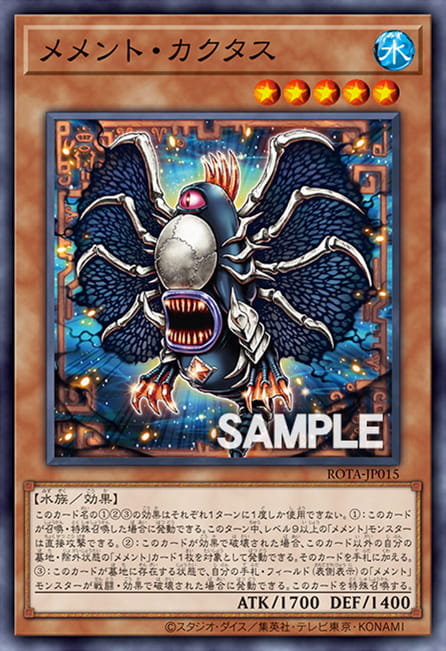 メメント・カクタス
水
SAMPLE
ROTA-JP015
【水族／効果】
このカード名の①②③の効果はそれぞれ１ターンに１度しか使用できない。①：このカード
が召喚・特殊召喚した場合に発動できる。このターン中、レベル９以上の「メメント」モンスター
は直接攻撃できる。②：このカードが効果で破壊された場合、このカード以外の自分の
墓地・除外状態の「メメント」カード１枚を対象として発動できる。そのカードを手札に加える。
③：このカードが墓地に存在する状態で、自分の手札・フィールド（表側表示）の「メメント」
モンスターが戦闘・効果で破壊された場合に発動できる。このカードを特殊召喚する。
ATK/1700 DEF/1400
©スタジオ・ダイス／集英社・テレビ東京・KONAMI